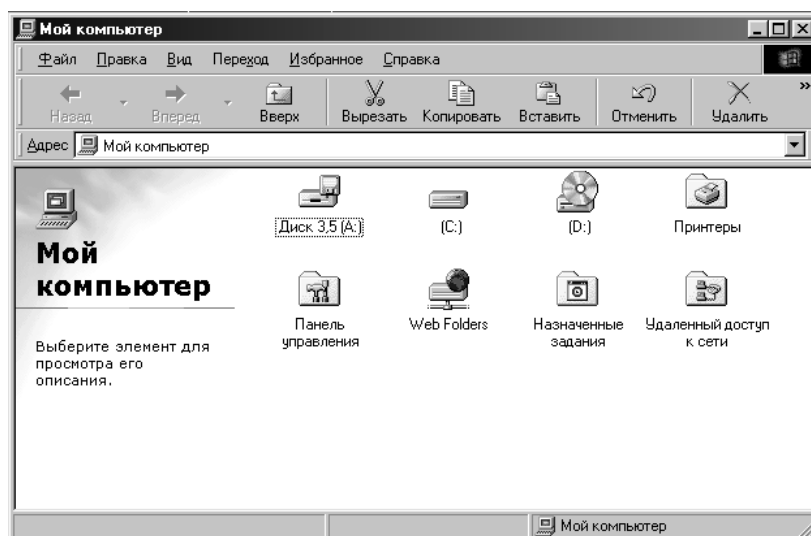 Мой компьютер
Файл Правка Вид Переход Избранное Справка
Назад Вперед Вверх Вырезать Копировать Вставить Отменить Удалить »
Адрес Мой компьютер
Мой
компьютер
Выберите элемент для
просмотра его
описания.
Диск 3,5 (A:) (C:) (D:) Принтеры
Панель
управления
Web Folders
Назначенные
задания
Удаленный доступ
к сети
Мой компьютер